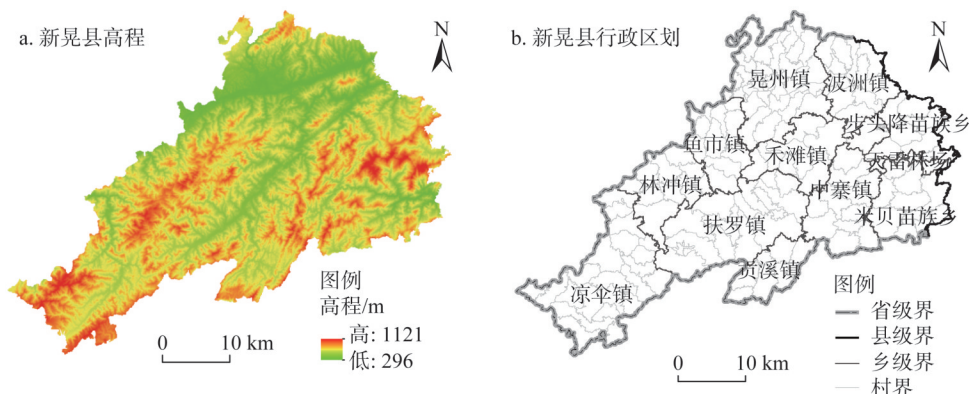 a. 新晃县高程
N
图例
高程/m
高: 1121
低: 296
0 10 km
b. 新晃县行政区划
N
晃州镇
波洲镇
步头降苗族乡
鱼市镇
禾滩镇
天雷林场
林冲镇
中寨镇
扶罗镇
米贝苗族乡
贡溪镇
凉伞镇
图例
省级界
县级界
乡级界
村界
0 10 km